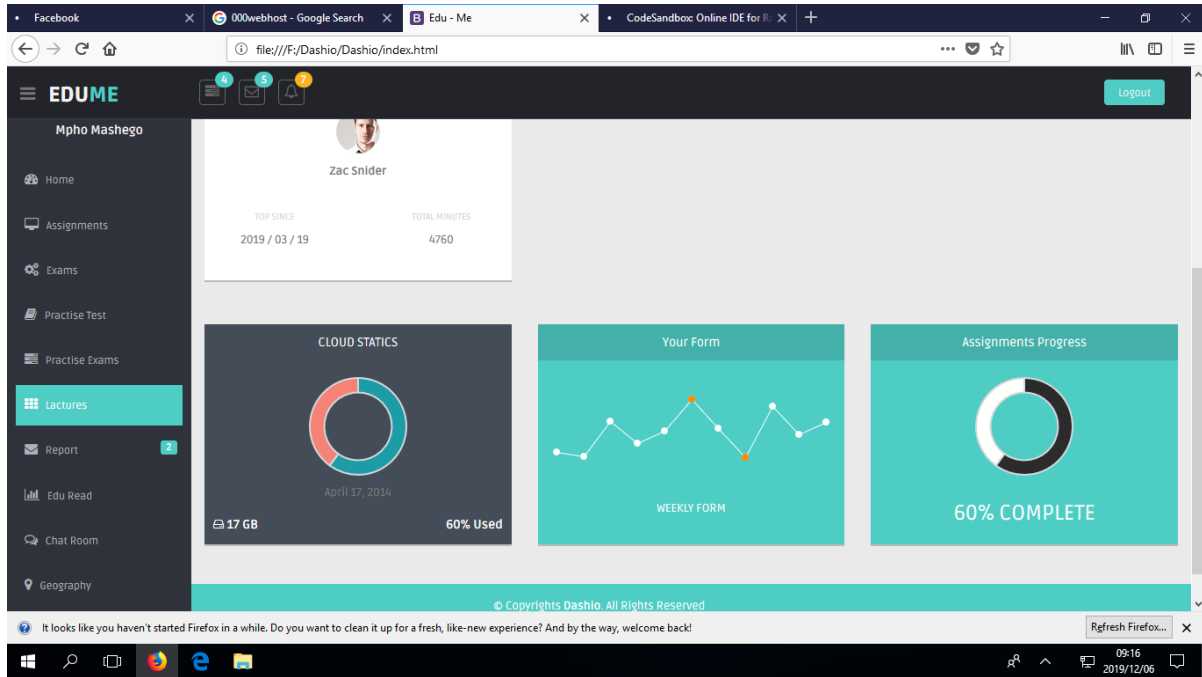 Facebook
000webhost - Google Search
B Edu - Me
CodeSandbox: Online IDE for R
file:///F:/Dashio/Dashio/index.html
EDUME
4
5
7
Logout
Mpho Mashego
Home
Assignments
Exams
Practise Test
Practise Exams
Lactures
Report
2
Edu Read
Chat Room
Geography
Zac Snider
TOP SINCE
TOTAL MINUTES
2019 / 03 / 19
4760
CLOUD STATICS
April 17, 2014
17 GB
60% Used
Your Form
WEEKLY FORM
Assignments Progress
60% COMPLETE
© Copyrights Dashio. All Rights Reserved
It looks like you haven't started Firefox in a while. Do you want to clean it up for a fresh, like-new experience? And by the way, welcome back!
Refresh Firefox...
09:16
2019/12/06